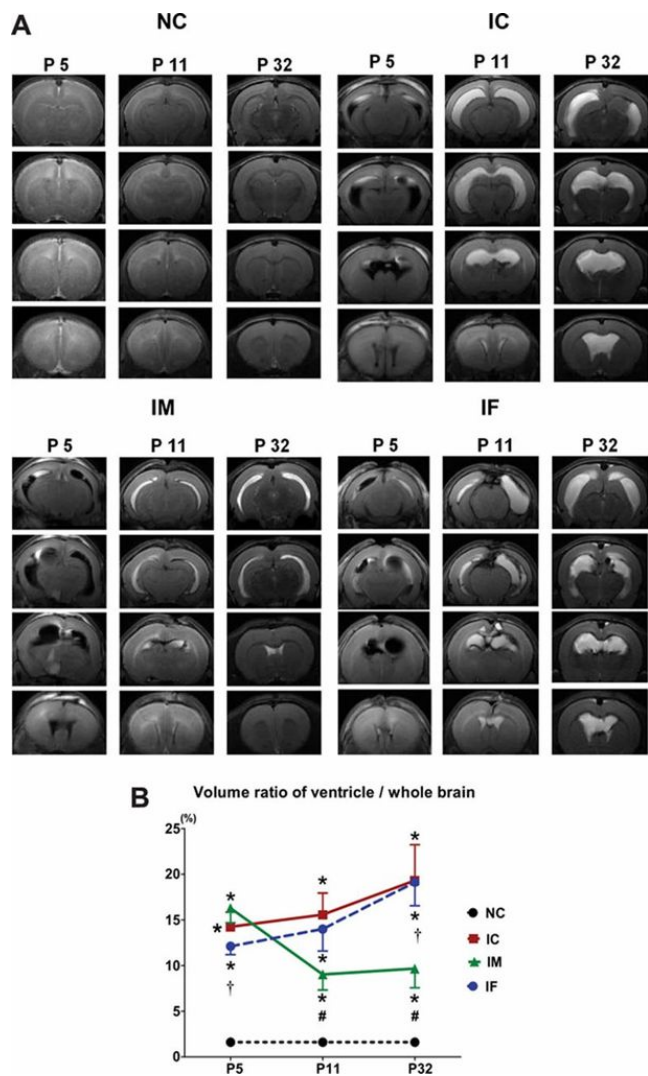 A
NC
IC
P 5
P 11
P 32
P 5
P 11
P 32
IM
IF
P 5
P 11
P 32
P 5
P 11
P 32
B
Volume ratio of ventricle / whole brain
(%)
25
20
15
10
5
0
*
*
*
†
*
*
*
#
*
*
†
*
#
P5
P11
P32
NC
IC
IM
IF